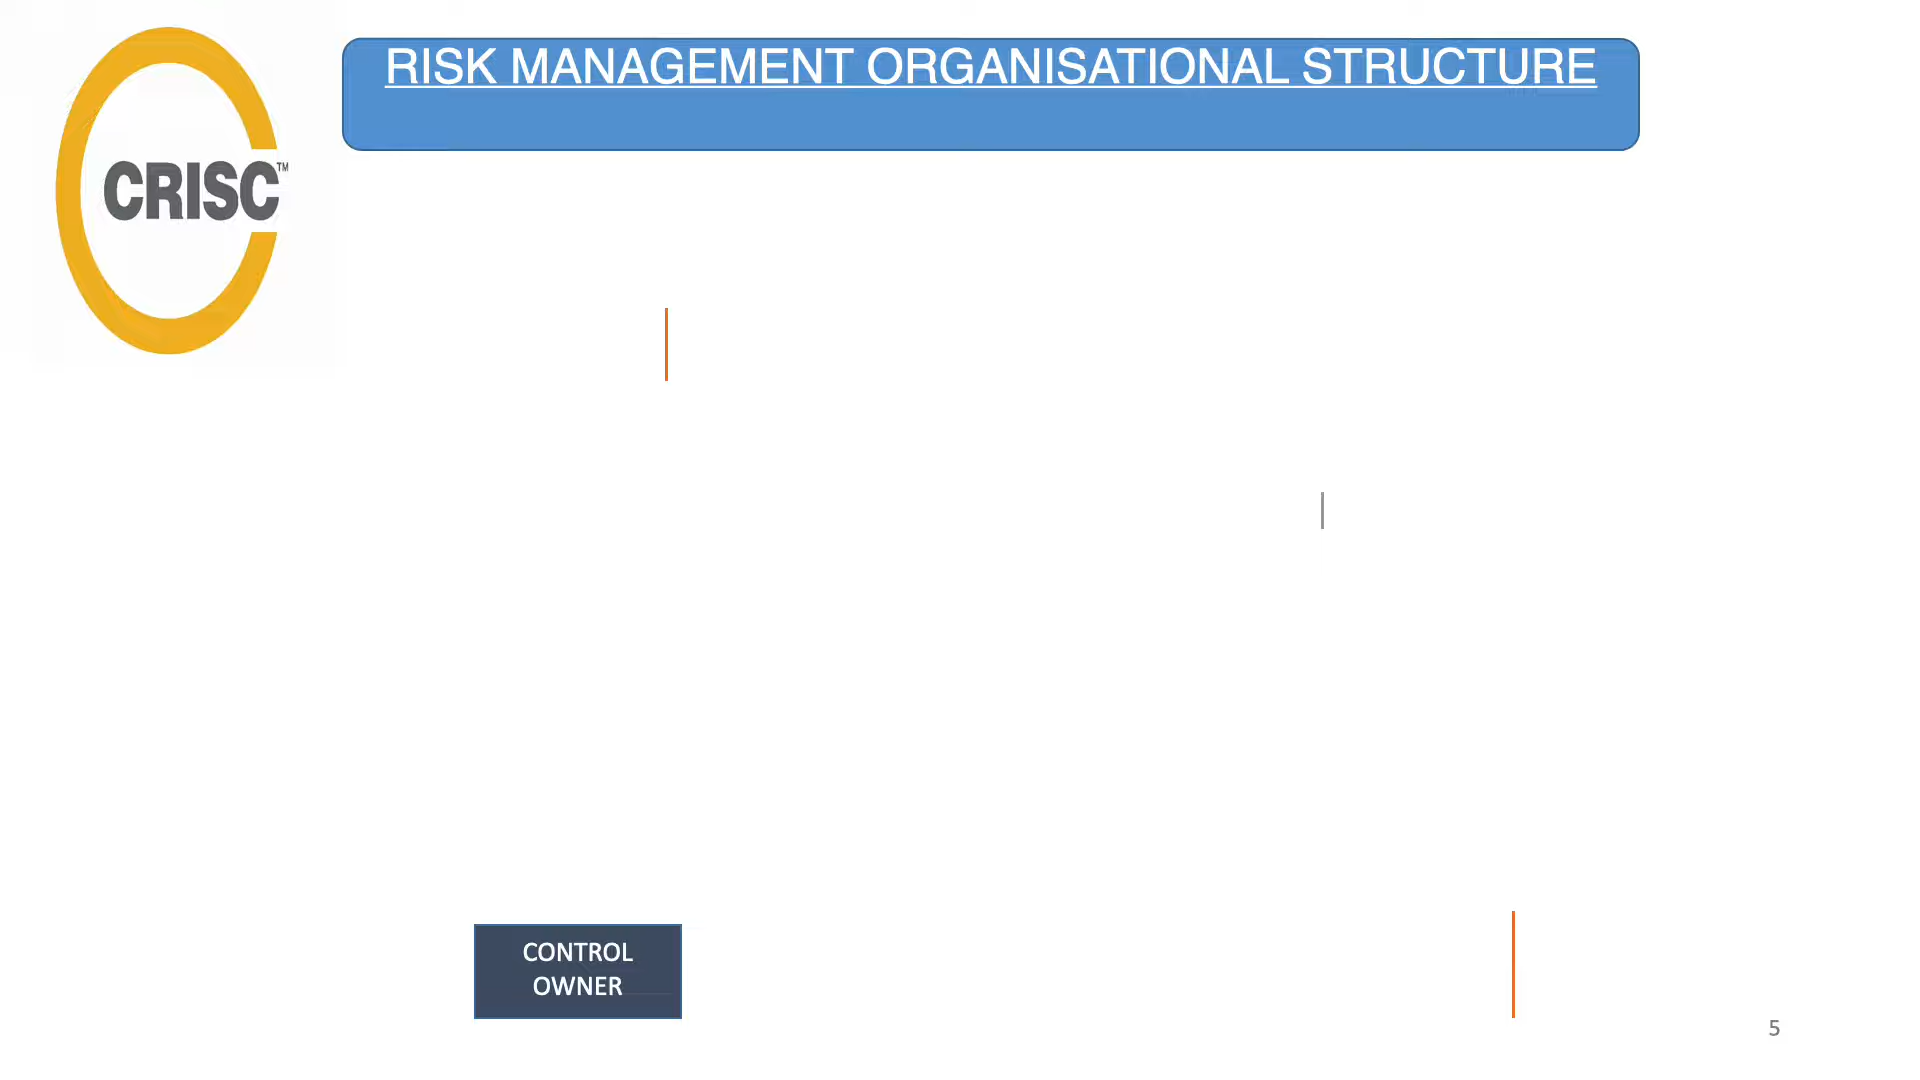 RISK MANAGEMENT ORGANISATIONAL STRUCTURE
CRISC™
CONTROL
OWNER
5